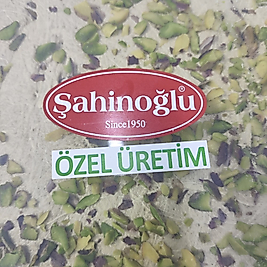 Şahinoğlu
Since1950
ÖZEL ÜRETİM